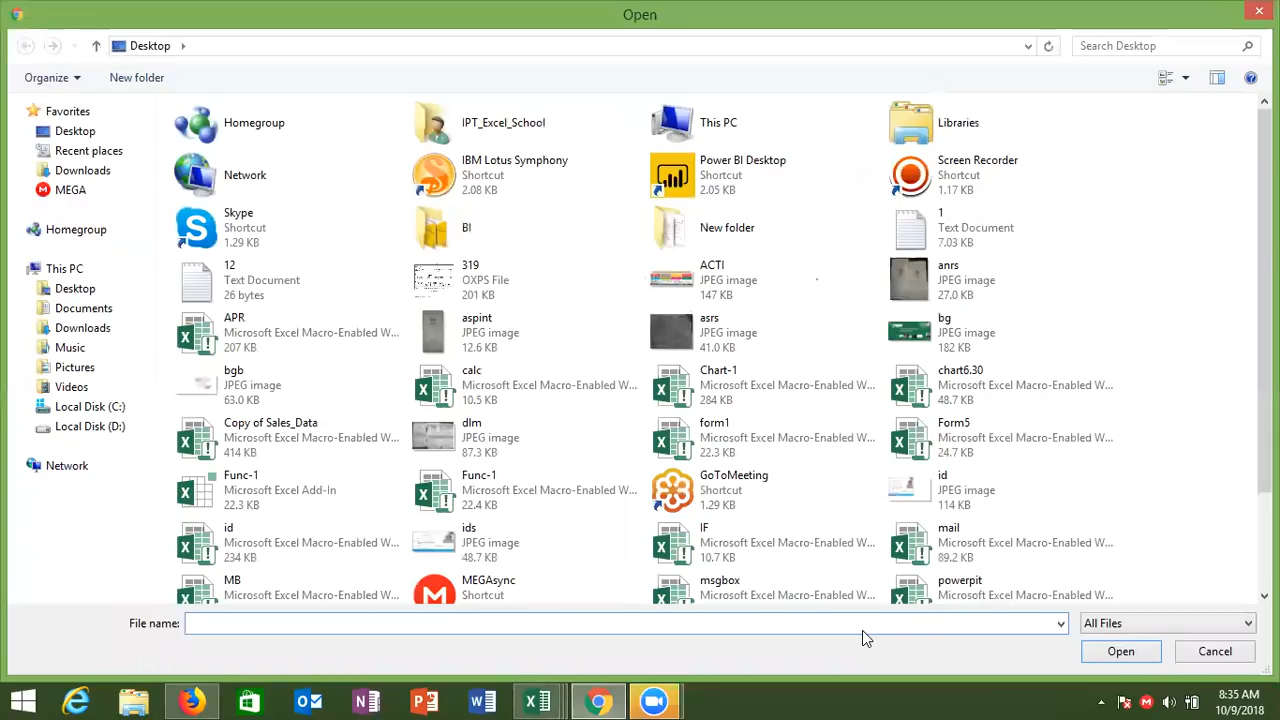 Open
Desktop
Search Desktop
Organize
New folder
Favorites
Desktop
Recent places
Downloads
MEGA
Homegroup
This PC
Desktop
Documents
Downloads
Music
Pictures
Videos
Local Disk (C:)
Local Disk (D:)
Network
Homegroup
IPT_Excel_School
This PC
Libraries
Network
IBM Lotus Symphony
Shortcut
2.08 KB
Power BI Desktop
Shortcut
2.05 KB
Screen Recorder
Shortcut
1.17 KB
Skype
Shortcut
1.29 KB
BI
New folder
1
Text Document
7.03 KB
12
Text Document
26 bytes
319
OXPS File
201 KB
ACTI
JPEG image
147 KB
anrs
JPEG image
27.0 KB
APR
Microsoft Excel Macro-Enabled W...
207 KB
aspint
JPEG image
12.6 KB
asrs
JPEG image
41.0 KB
bg
JPEG image
182 KB
bgb
JPEG image
63.0 KB
calc
Microsoft Excel Macro-Enabled W...
10.5 KB
Chart-1
Microsoft Excel Macro-Enabled W...
284 KB
chart6.30
Microsoft Excel Macro-Enabled W...
48.7 KB
Copy of Sales_Data
Microsoft Excel Macro-Enabled W...
414 KB
dlm
JPEG image
87.3 KB
form1
Microsoft Excel Macro-Enabled W...
22.3 KB
Form5
Microsoft Excel Macro-Enabled W...
24.7 KB
Func-1
Microsoft Excel Add-In
22.3 KB
Func-1
Microsoft Excel Macro-Enabled W...
22.4 KB
GoToMeeting
Shortcut
1.29 KB
id
JPEG image
114 KB
id
Microsoft Excel Macro-Enabled W...
234 KB
ids
JPEG image
48.7 KB
IF
Microsoft Excel Macro-Enabled W...
10.7 KB
mail
Microsoft Excel Macro-Enabled W...
89.2 KB
MB
Microsoft Excel Macro-Enabled W...
MEGAsync
Shortcut
msgbox
Microsoft Excel Macro-Enabled W...
powerpit
Microsoft Excel Macro-Enabled W...
File name:
All Files
Open
Cancel
8:35 AM
10/9/2018